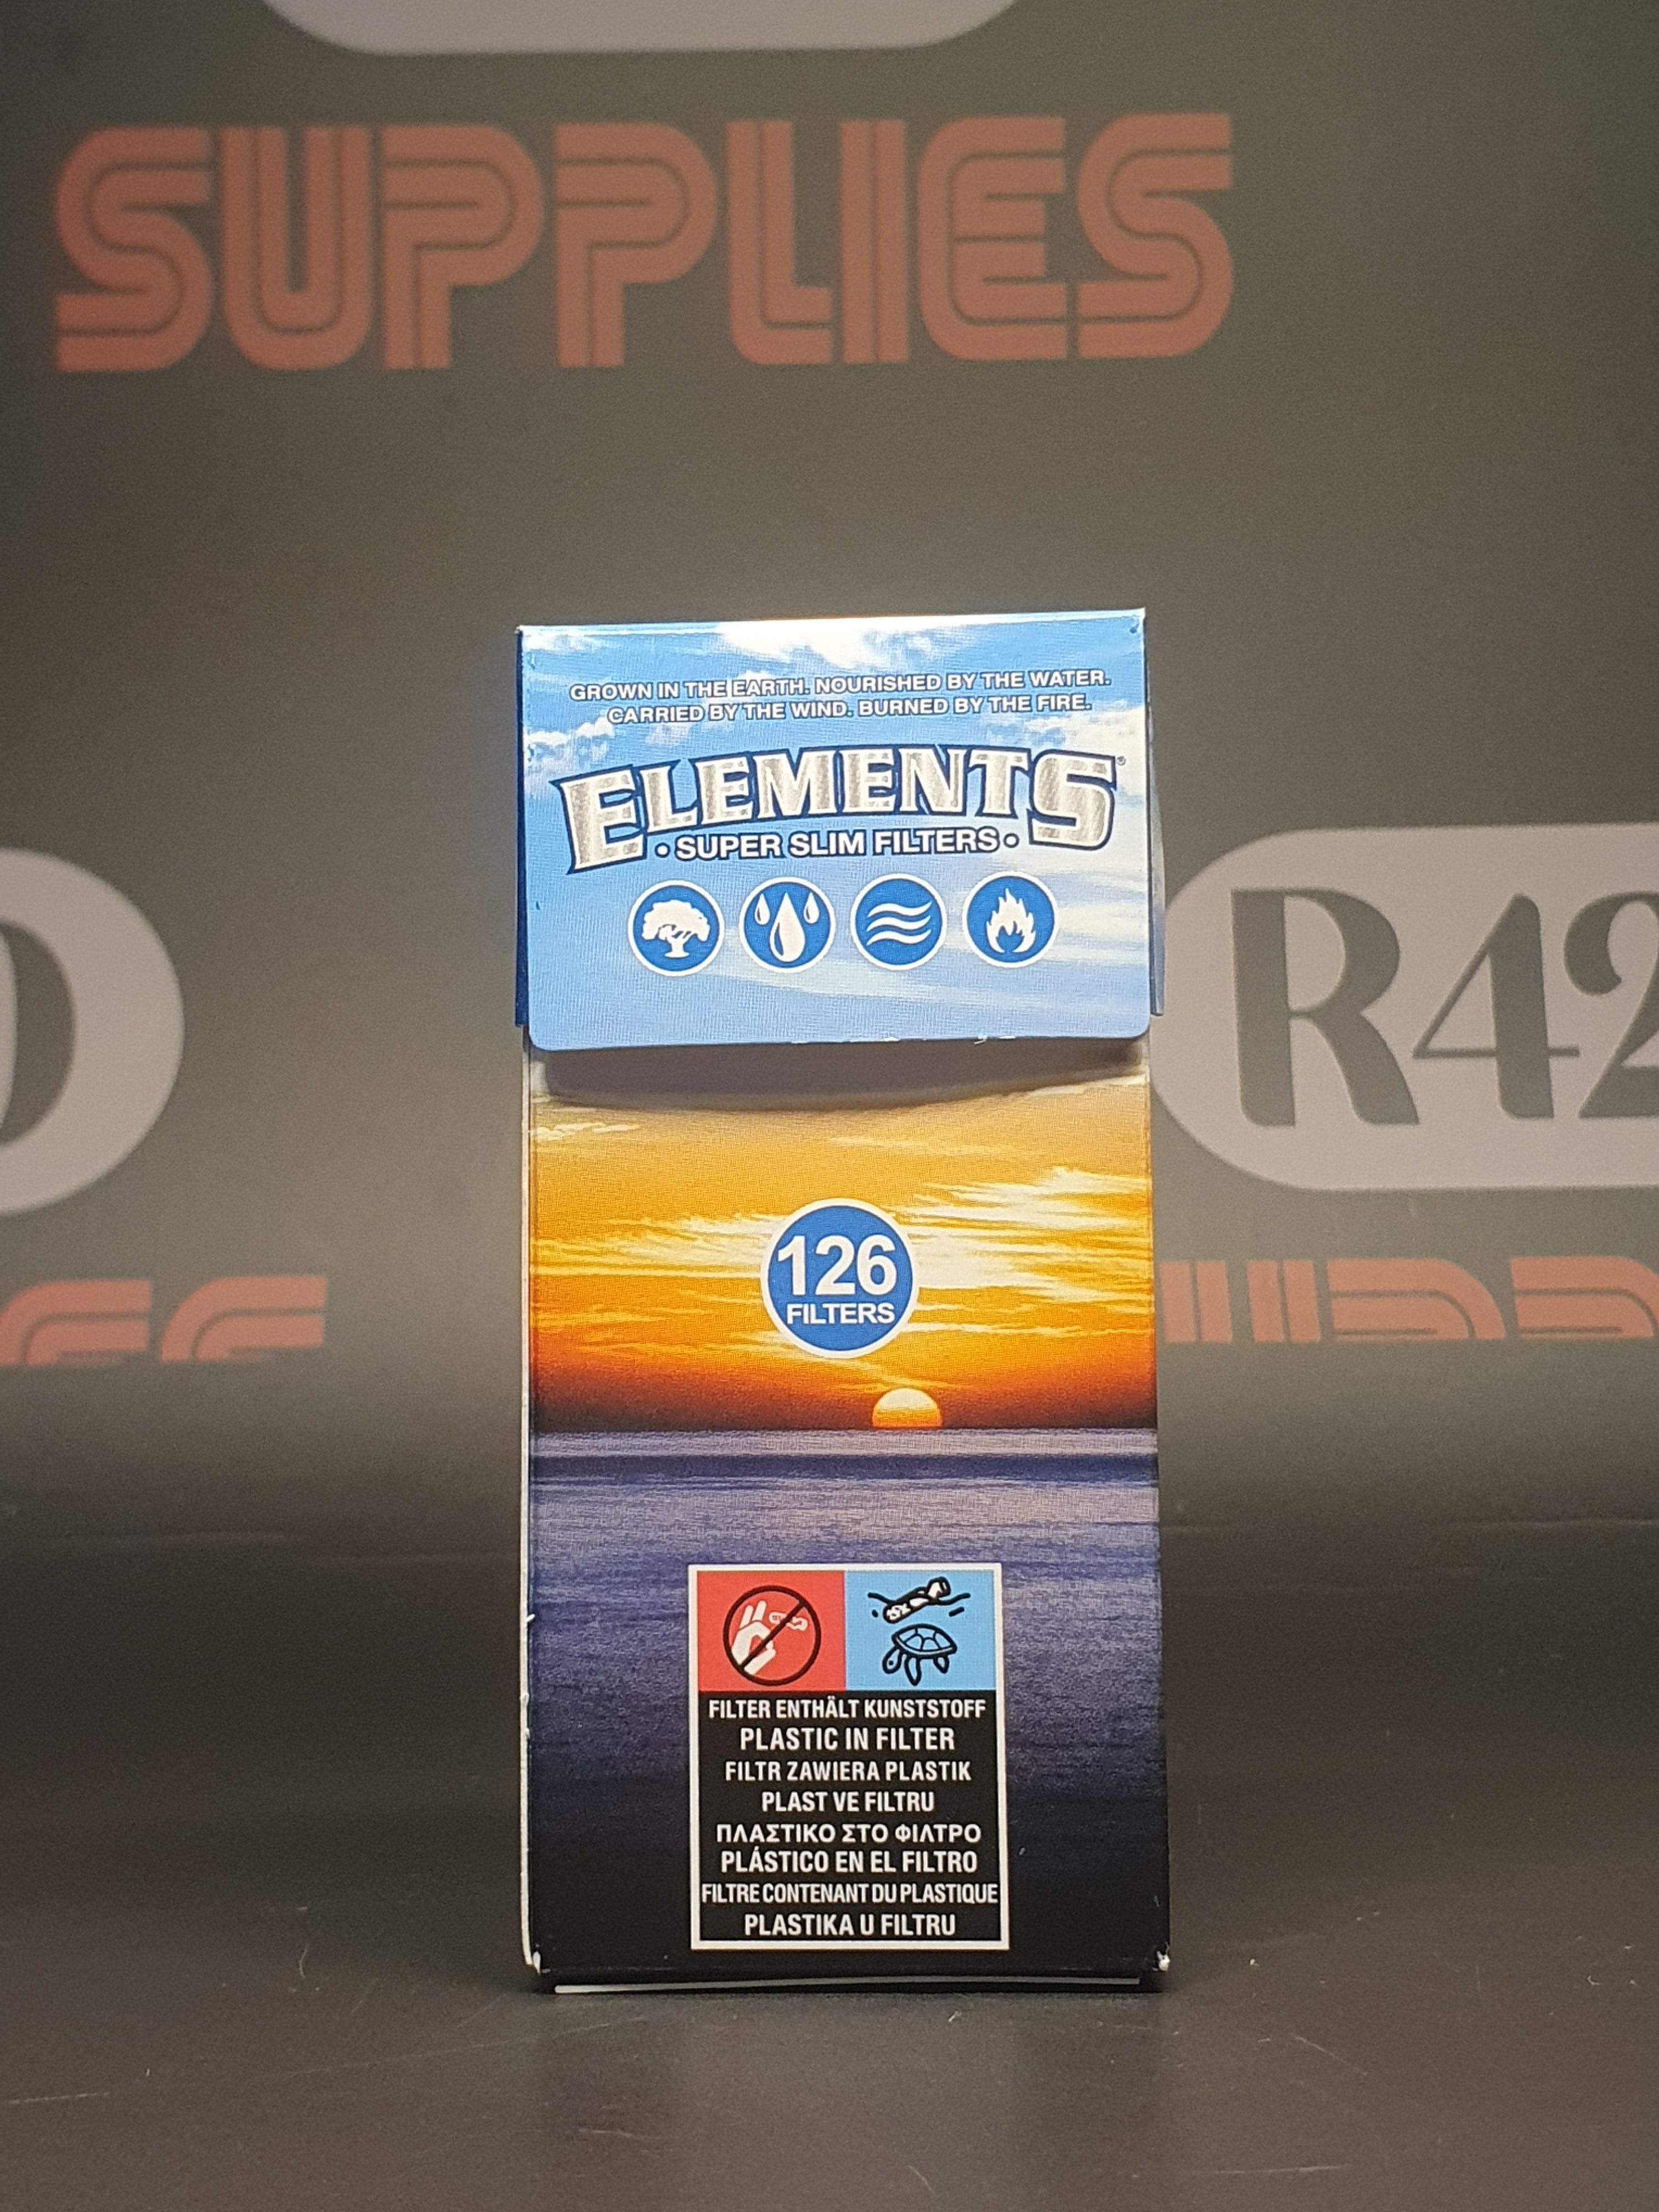 SUPPLIES
GROWN IN THE EARTH. NOURISHED BY THE WATER.
CARRIED BY THE WIND. BURNED BY THE FIRE.
ELEMENTS®
• SUPER SLIM FILTERS •
R42
126
FILTERS
FILTER ENTHÄLT KUNSTSTOFF
PLASTIC IN FILTER
FILTR ZAWIERA PLASTIK
PLAST VE FILTRU
ΠΛΑΣΤΙΚΟ ΣΤΟ ΦΙΛΤΡΟ
PLÁSTICO EN EL FILTRO
FILTRE CONTENANT DU PLASTIQUE
PLASTIKA U FILTRU